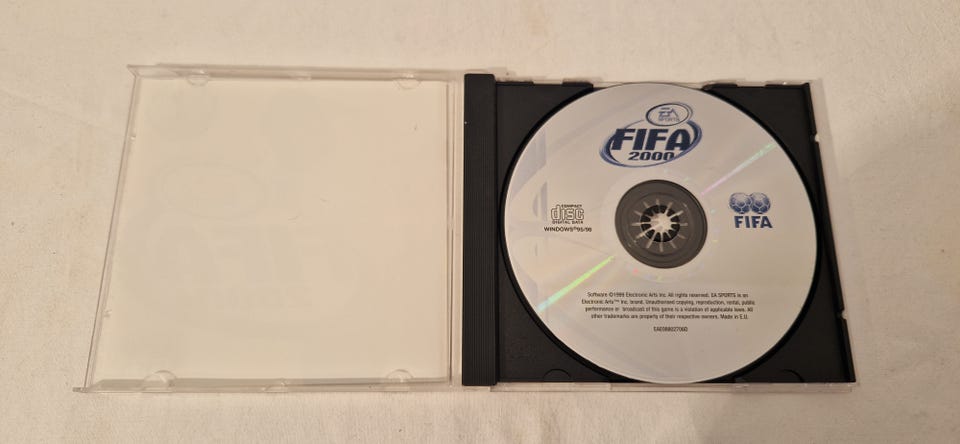 EA
SPORTS
FIFA
2000
COMPACT
disc
DIGITAL DATA
WINDOWS®95/98
FIFA
Software ©1999 Electronic Arts Inc. All rights reserved. EA SPORTS is an
Electronic Arts™ Inc. brand. Unauthorised copying, reproduction, rental, public
performance or broadcast of this game is a violation of applicable laws. All
other trademarks are property of their respective owners. Made in E.U.